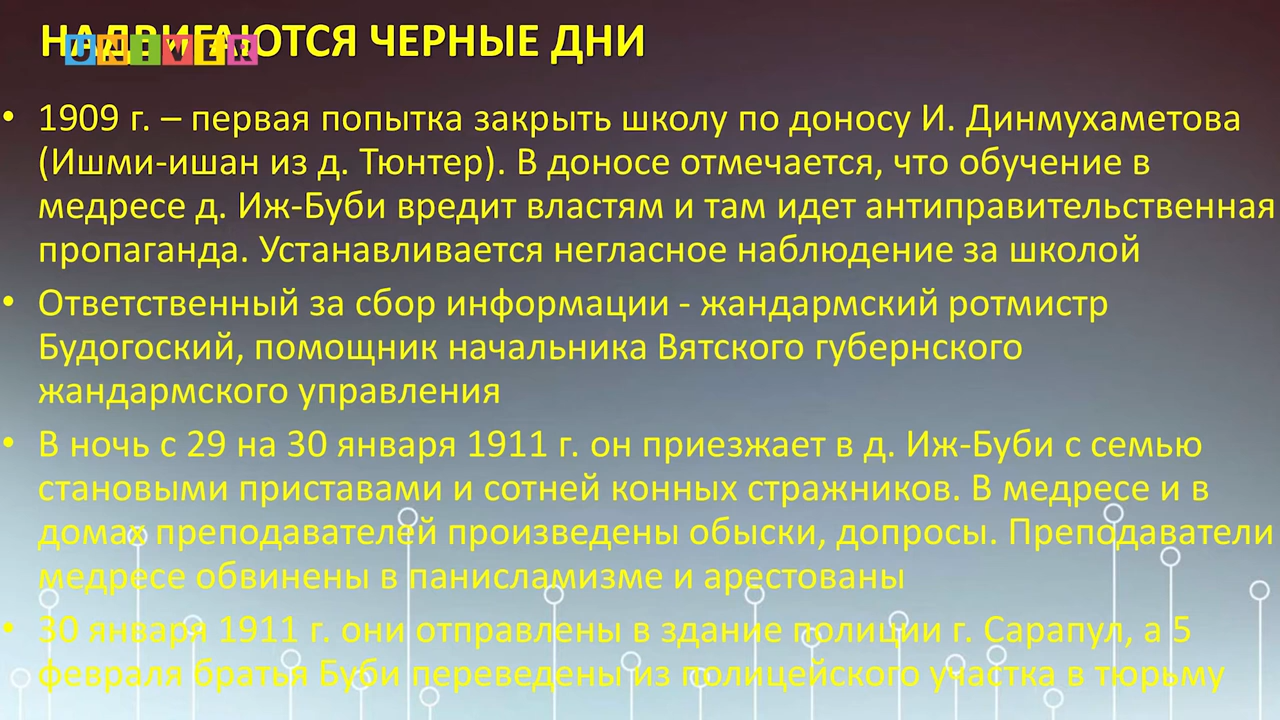 НАДВИГАЮТСЯ ЧЕРНЫЕ ДНИ
UNIVER
• 1909 г. – первая попытка закрыть школу по доносу И. Динмухаметова
(Ишми-ишан из д. Тюнтер). В доносе отмечается, что обучение в
медресе д. Иж-Буби вредит властям и там идет антиправительственная
пропаганда. Устанавливается негласное наблюдение за школой
• Ответственный за сбор информации - жандармский ротмистр
Будогоский, помощник начальника Вятского губернского
жандармского управления
• В ночь с 29 на 30 января 1911 г. он приезжает в д. Иж-Буби с семью
становыми приставами и сотней конных стражников. В медресе и в
домах преподавателей произведены обыски, допросы. Преподаватели
медресе обвинены в панисламизме и арестованы
• 30 января 1911 г. они отправлены в здание полиции г. Сарапул, а 5
февраля братья Буби переведены из полицейского участка в тюрьму